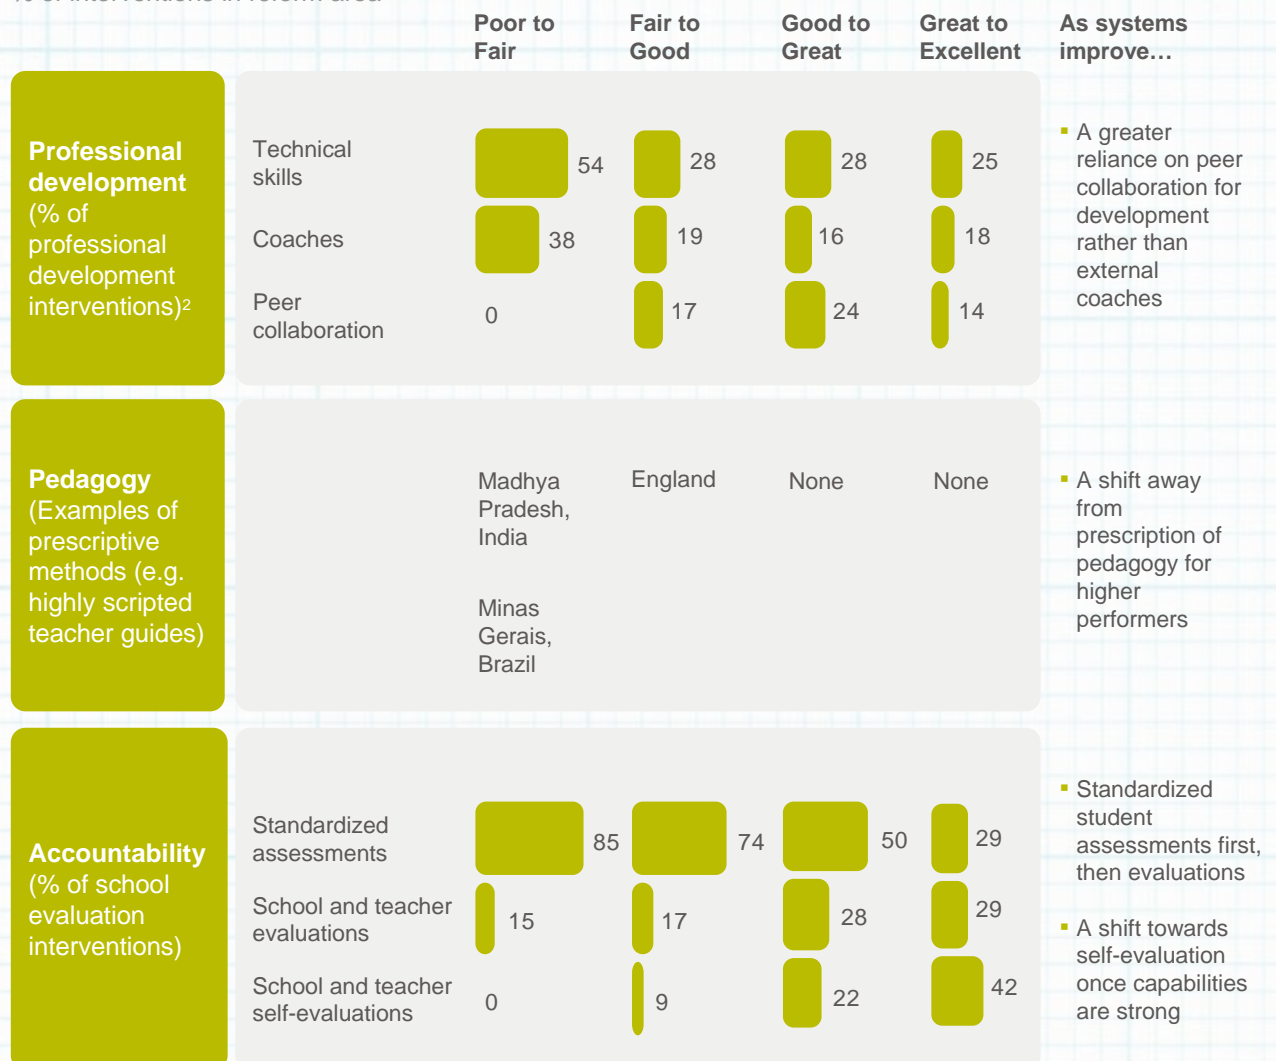 % of interventions in reform area
Poor to
Fair
Fair to
Good
Good to
Great
Great to
Excellent
As systems
improve…
Professional
development
(% of
professional
development
interventions)2
Technical
skills
54
28
28
25
Coaches
38
19
16
18
Peer
collaboration
0
17
24
14
▪ A greater
reliance on peer
collaboration for
development
rather than
external
coaches
Pedagogy
(Examples of
prescriptive
methods (e.g.
highly scripted
teacher guides)
Madhya
Pradesh,
India
Minas
Gerais,
Brazil
England
None
None
▪ A shift away
from
prescription of
pedagogy for
higher
performers
Accountability
(% of school
evaluation
interventions)
Standardized
assessments
85
74
50
29
School and teacher
evaluations
15
17
28
29
School and teacher
self-evaluations
0
9
22
42
▪ Standardized
student
assessments first,
then evaluations
▪ A shift towards
self-evaluation
once capabilities
are strong